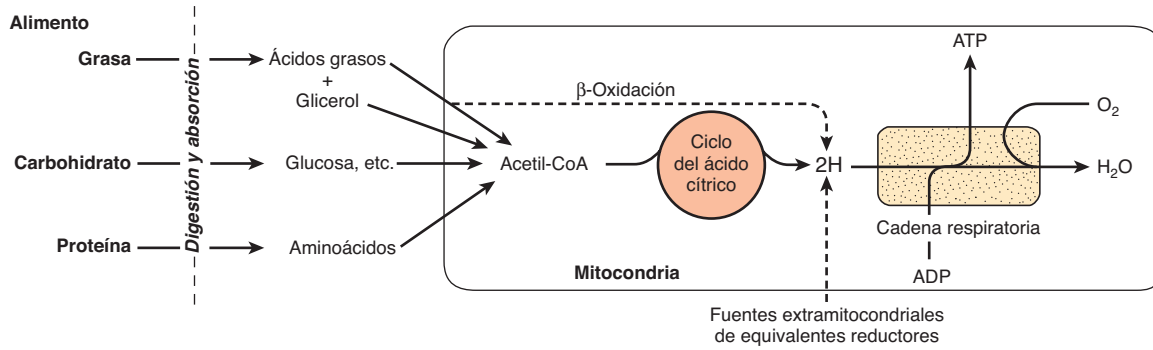 Alimento
Grasa
Carbohidrato
Proteína
Digestión y absorción
Ácidos grasos
+
Glicerol
Glucosa, etc.
Aminoácidos
β-Oxidación
Acetil-CoA
Ciclo
del ácido
cítrico
2H
Mitocondria
ATP
O₂
H₂O
Cadena respiratoria
ADP
Fuentes extramitocondriales
de equivalentes reductores